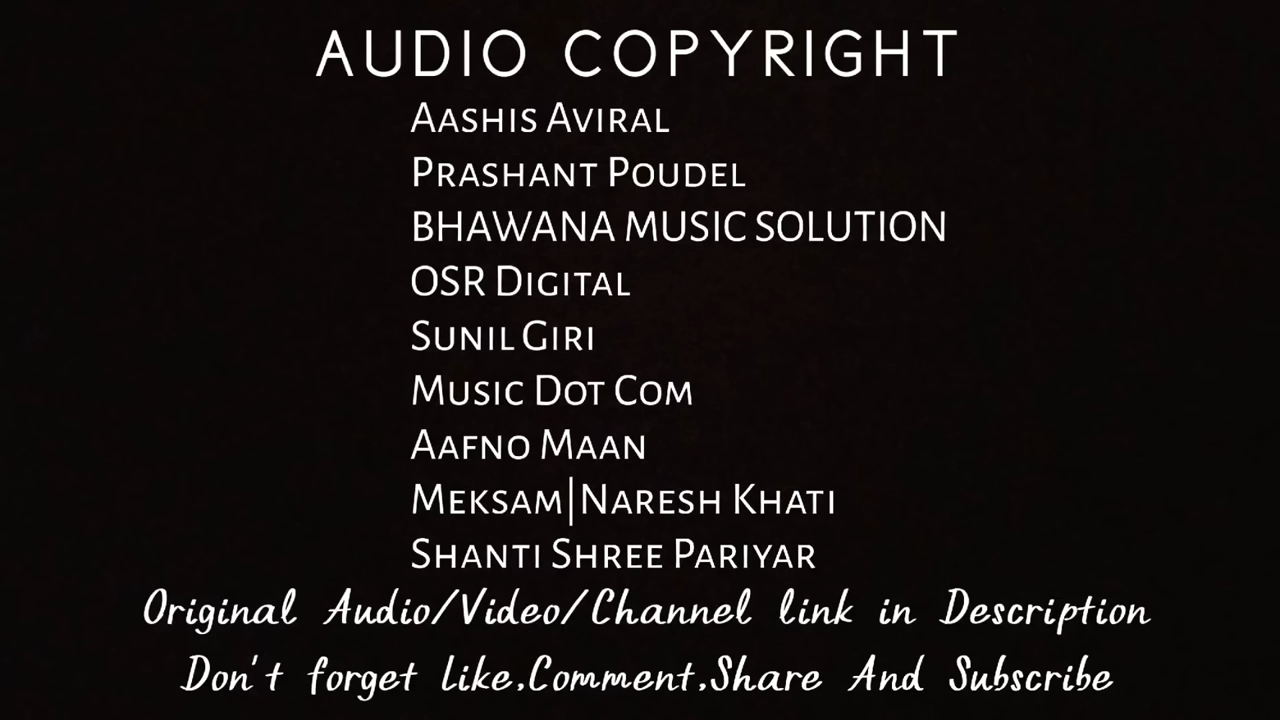 AUDIO COPYRIGHT
Aashis Aviral
Prashant Poudel
BHAWANA MUSIC SOLUTION
OSR Digital
Sunil Giri
Music Dot Com
Aafno Maan
Meksam|Naresh Khati
Shanti Shree Pariyar
Original Audio/Video/Channel link in Description
Don't forget like.Comment.Share And Subscribe